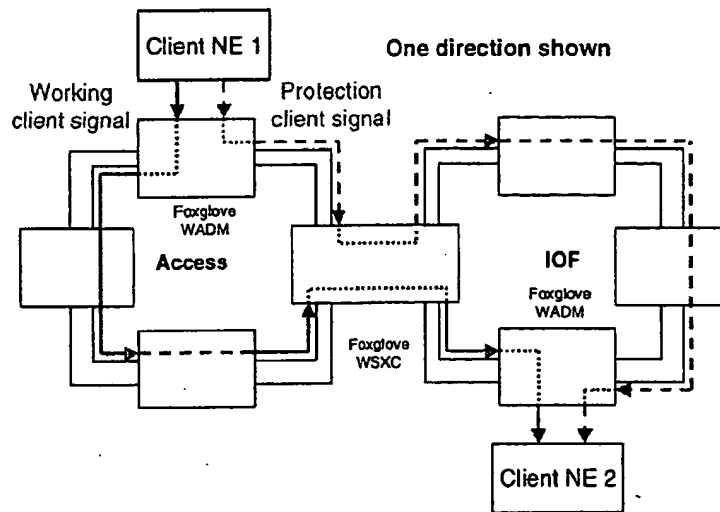 Client NE 1
One direction shown
Working
client signal
Protection
client signal
Foxglove
WADM
Access
IOF
Foxglove
WADM
Foxglove
WSXC
Client NE 2